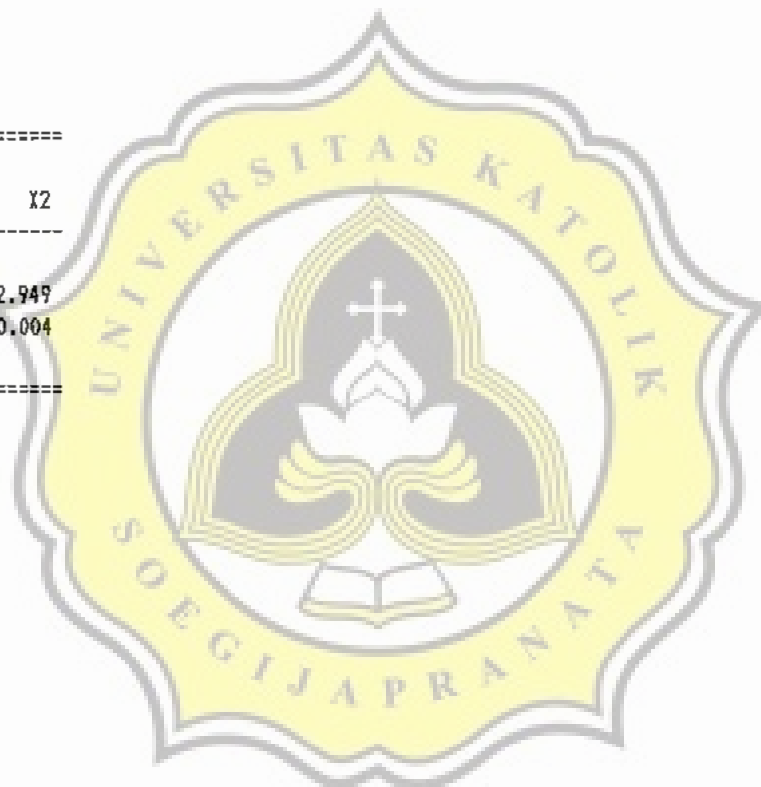 ======
X2
------
2.949
0.004
======
UNIVERSITAS KATOLIK
SOEGIJAPRANATA